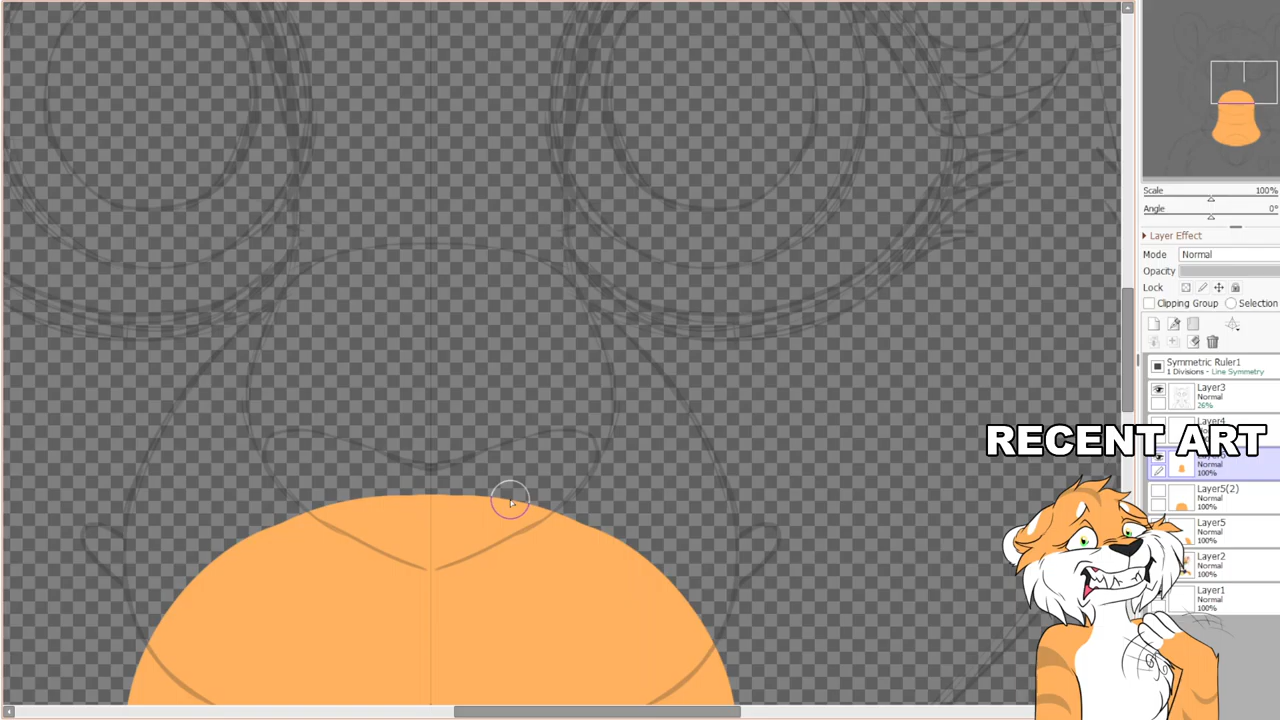 Scale 100%
Angle 0°
Layer Effect
Mode Normal
Opacity
Lock
Clipping Group Selection
Symmetric Ruler1
1 Divisions - Line Symmetry
Layer3
Normal
26%
Layer4
RECENT ART
Normal
100%
Layer5(2)
Normal
100%
Layer5
Normal
100%
Layer2
Normal
100%
Layer1
Normal
100%